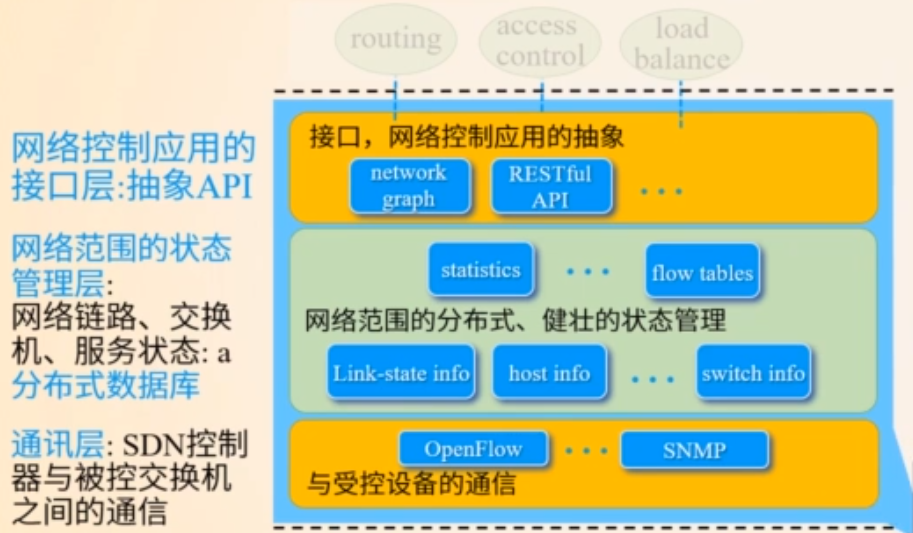 routing
access
control
load
balance
网络控制应用的
接口层:抽象API
接口，网络控制应用的抽象
network
graph
RESTful
API
...
网络范围的状态
管理层:
网络链路、交换
机、服务状态: a
分布式数据库
statistics
...
flow tables
网络范围的分布式、健壮的状态管理
Link-state info
host info
...
switch info
通讯层: SDN控制
器与被控交换机
之间的通信
OpenFlow
...
SNMP
与受控设备的通信